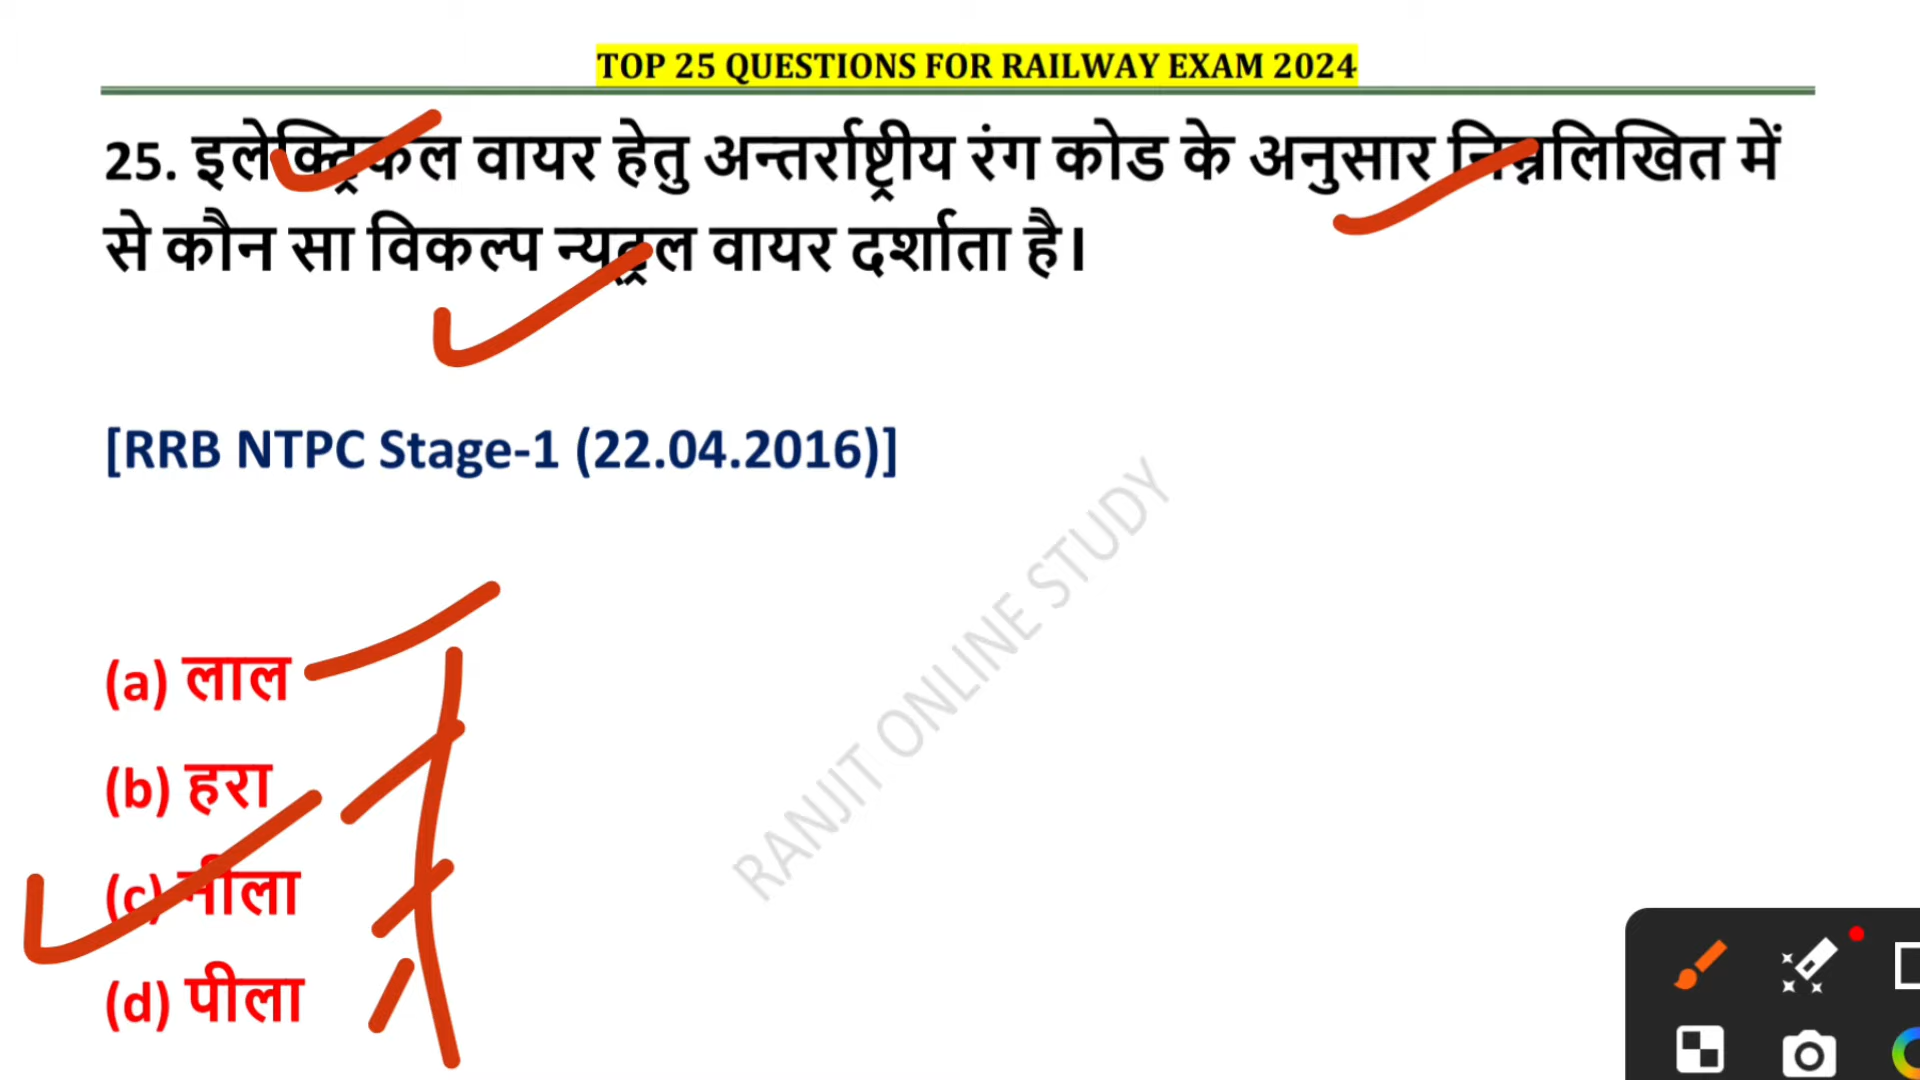 TOP 25 QUESTIONS FOR RAILWAY EXAM 2024
25. इलेक्ट्रिकल वायर हेतु अन्तर्राष्ट्रीय रंग कोड के अनुसार निम्नलिखित में
से कौन सा विकल्प न्यूट्रल वायर दर्शाता है।
[RRB NTPC Stage-1 (22.04.2016)]
(a) लाल
(b) हरा
(c) नीला
(d) पीला
RANJIT ONLINE STUDY